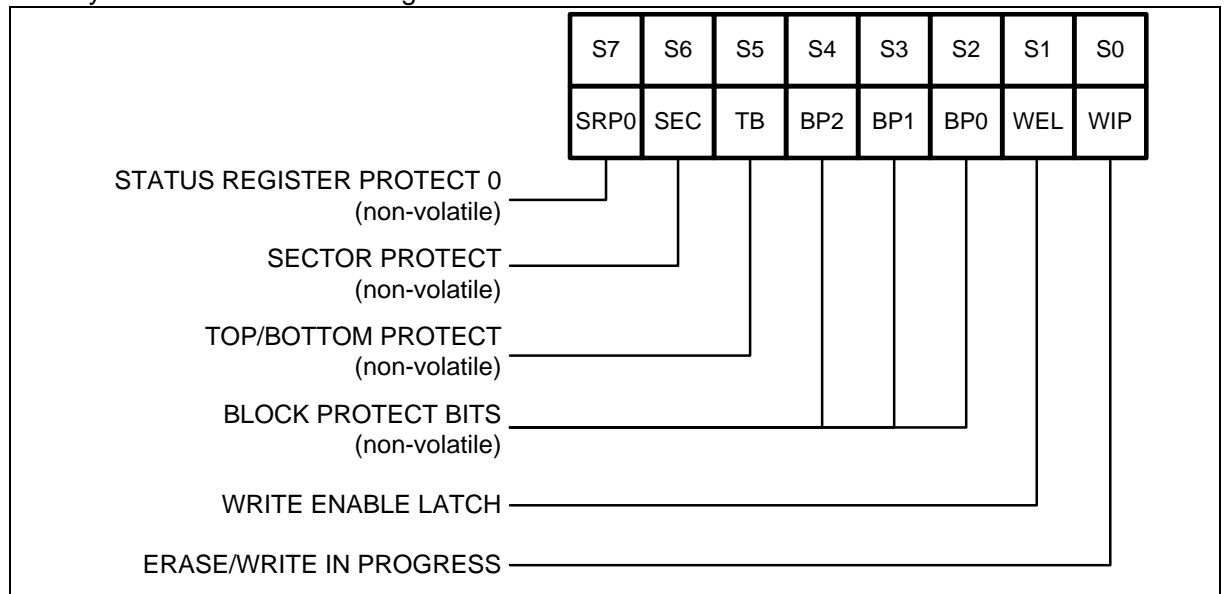 S7 S6 S5 S4 S3 S2 S1 S0
SRP0 SEC TB BP2 BP1 BP0 WEL WIP
STATUS REGISTER PROTECT 0
(non-volatile)
SECTOR PROTECT
(non-volatile)
TOP/BOTTOM PROTECT
(non-volatile)
BLOCK PROTECT BITS
(non-volatile)
WRITE ENABLE LATCH
ERASE/WRITE IN PROGRESS